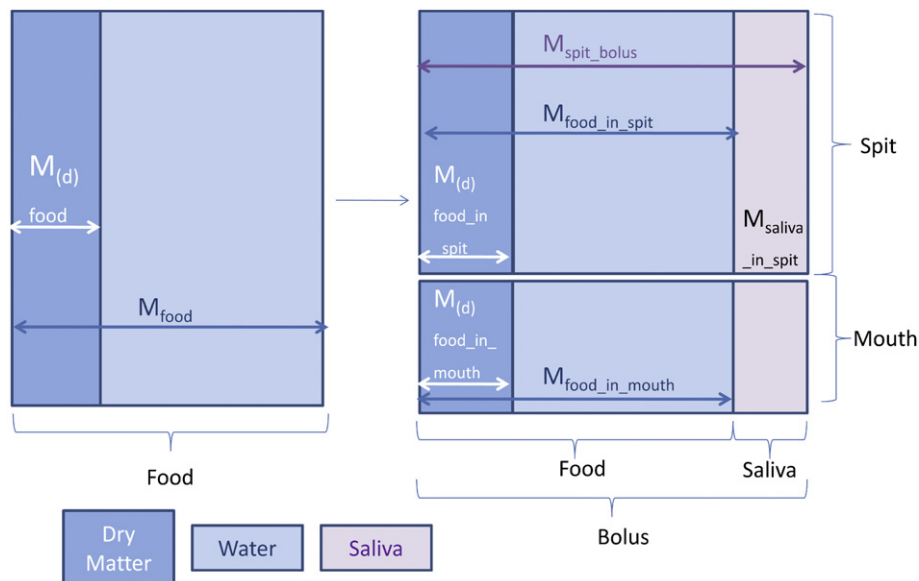 M(d)
food
Mfood
Food
Mspit_bolus
Mfood_in_spit
M(d)
food_in
spit
Msaliva
_in_spit
Spit
M(d)
food_in_
mouth
Mfood_in_mouth
Mouth
Food
Saliva
Bolus
Dry
Matter
Water
Saliva